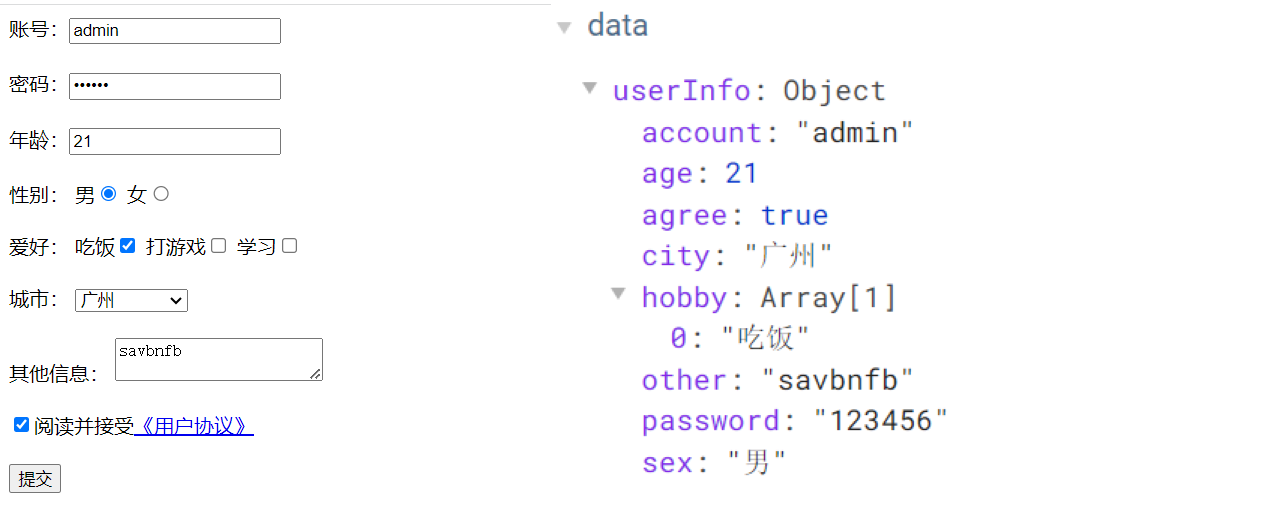 账号： admin
密码： ••••••
年龄： 21
性别： 男 女
爱好： 吃饭 打游戏 学习
城市： 广州
其他信息： savbnfb
阅读并接受《用户协议》
提交
data
userInfo: Object
account: "admin"
age: 21
agree: true
city: "广州"
hobby: Array[1]
0: "吃饭"
other: "savbnfb"
password: "123456"
sex: "男"